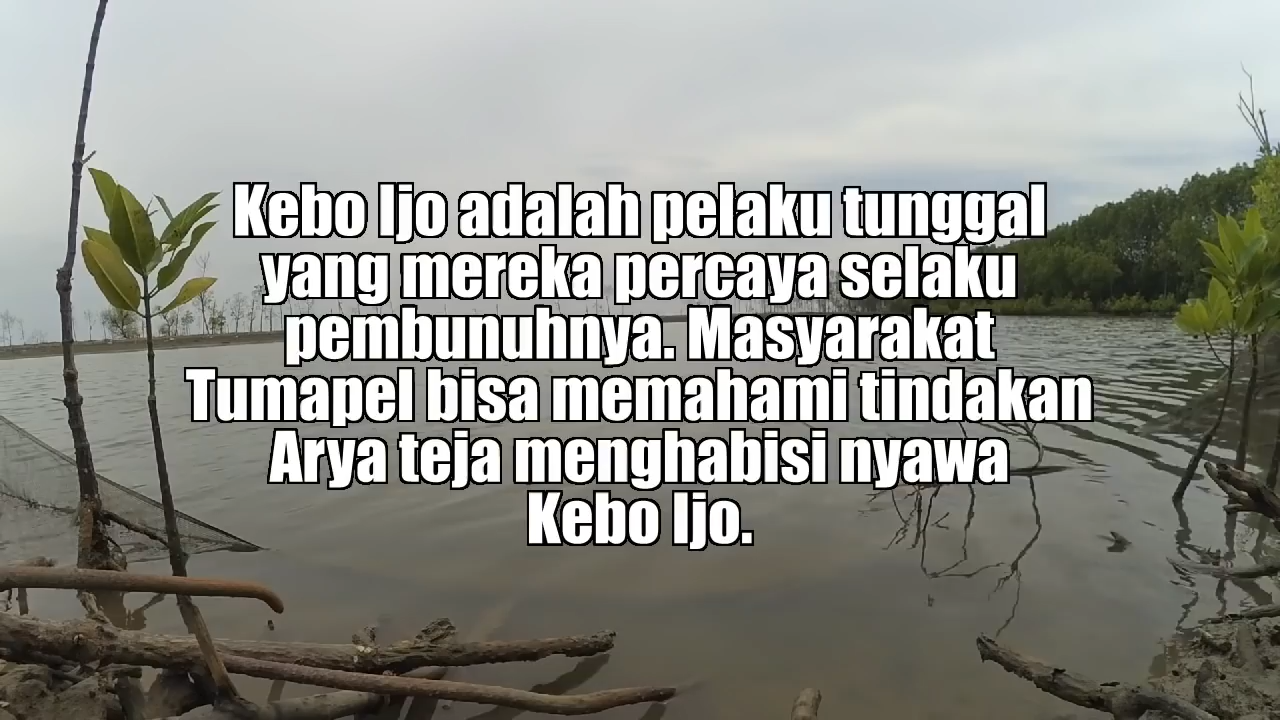 Kebo Ijo adalah pelaku tunggal
yang mereka percaya selaku
pembunuhnya. Masyarakat
Tumapel bisa memahami tindakan
Arya teja menghabisi nyawa
Kebo Ijo.